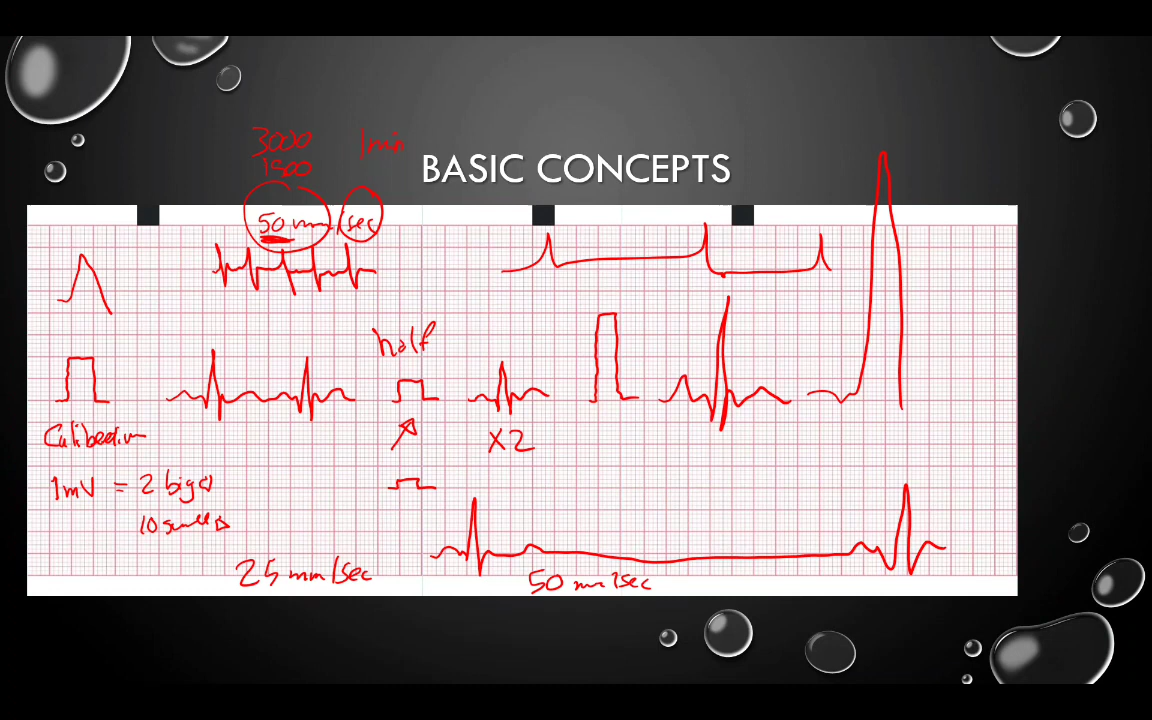 3000 1min
1500
BASIC CONCEPTS
50 mm/sec
half
X2
1mV = 2 big
10 small
25 mm/sec
50 mm/sec